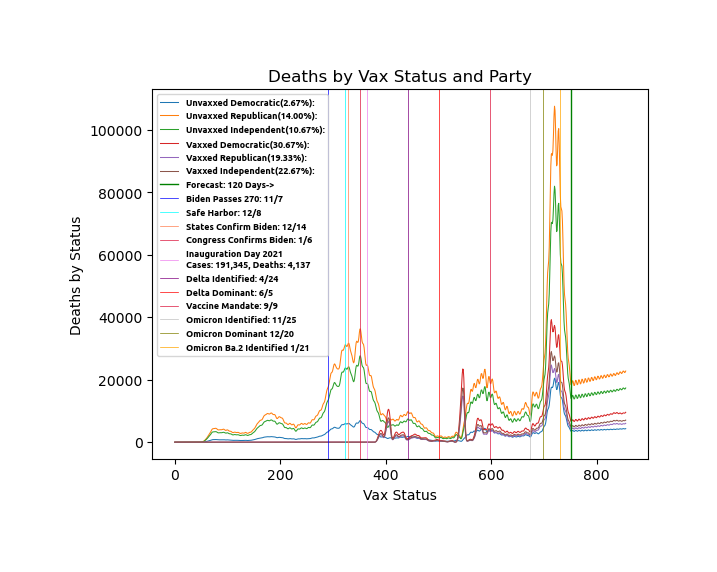 Deaths by Vax Status and Party
Deaths by Status
100000
80000
60000
40000
20000
0
Unvaxxed Democratic(2.67%):
Unvaxxed Republican(14.00%):
Unvaxxed Independent(10.67%):
Vaxxed Democratic(30.67%):
Vaxxed Republican(19.33%):
Vaxxed Independent(22.67%):
Forecast: 120 Days->
Biden Passes 270: 11/7
Safe Harbor: 12/8
States Confirm Biden: 12/14
Congress Confirms Biden: 1/6
Inauguration Day 2021
Cases: 191,345, Deaths: 4,137
Delta Identified: 4/24
Delta Dominant: 6/5
Vaccine Mandate: 9/9
Omicron Identified: 11/25
Omicron Dominant 12/20
Omicron Ba.2 Identified 1/21
0 200 400 600 800
Vax Status